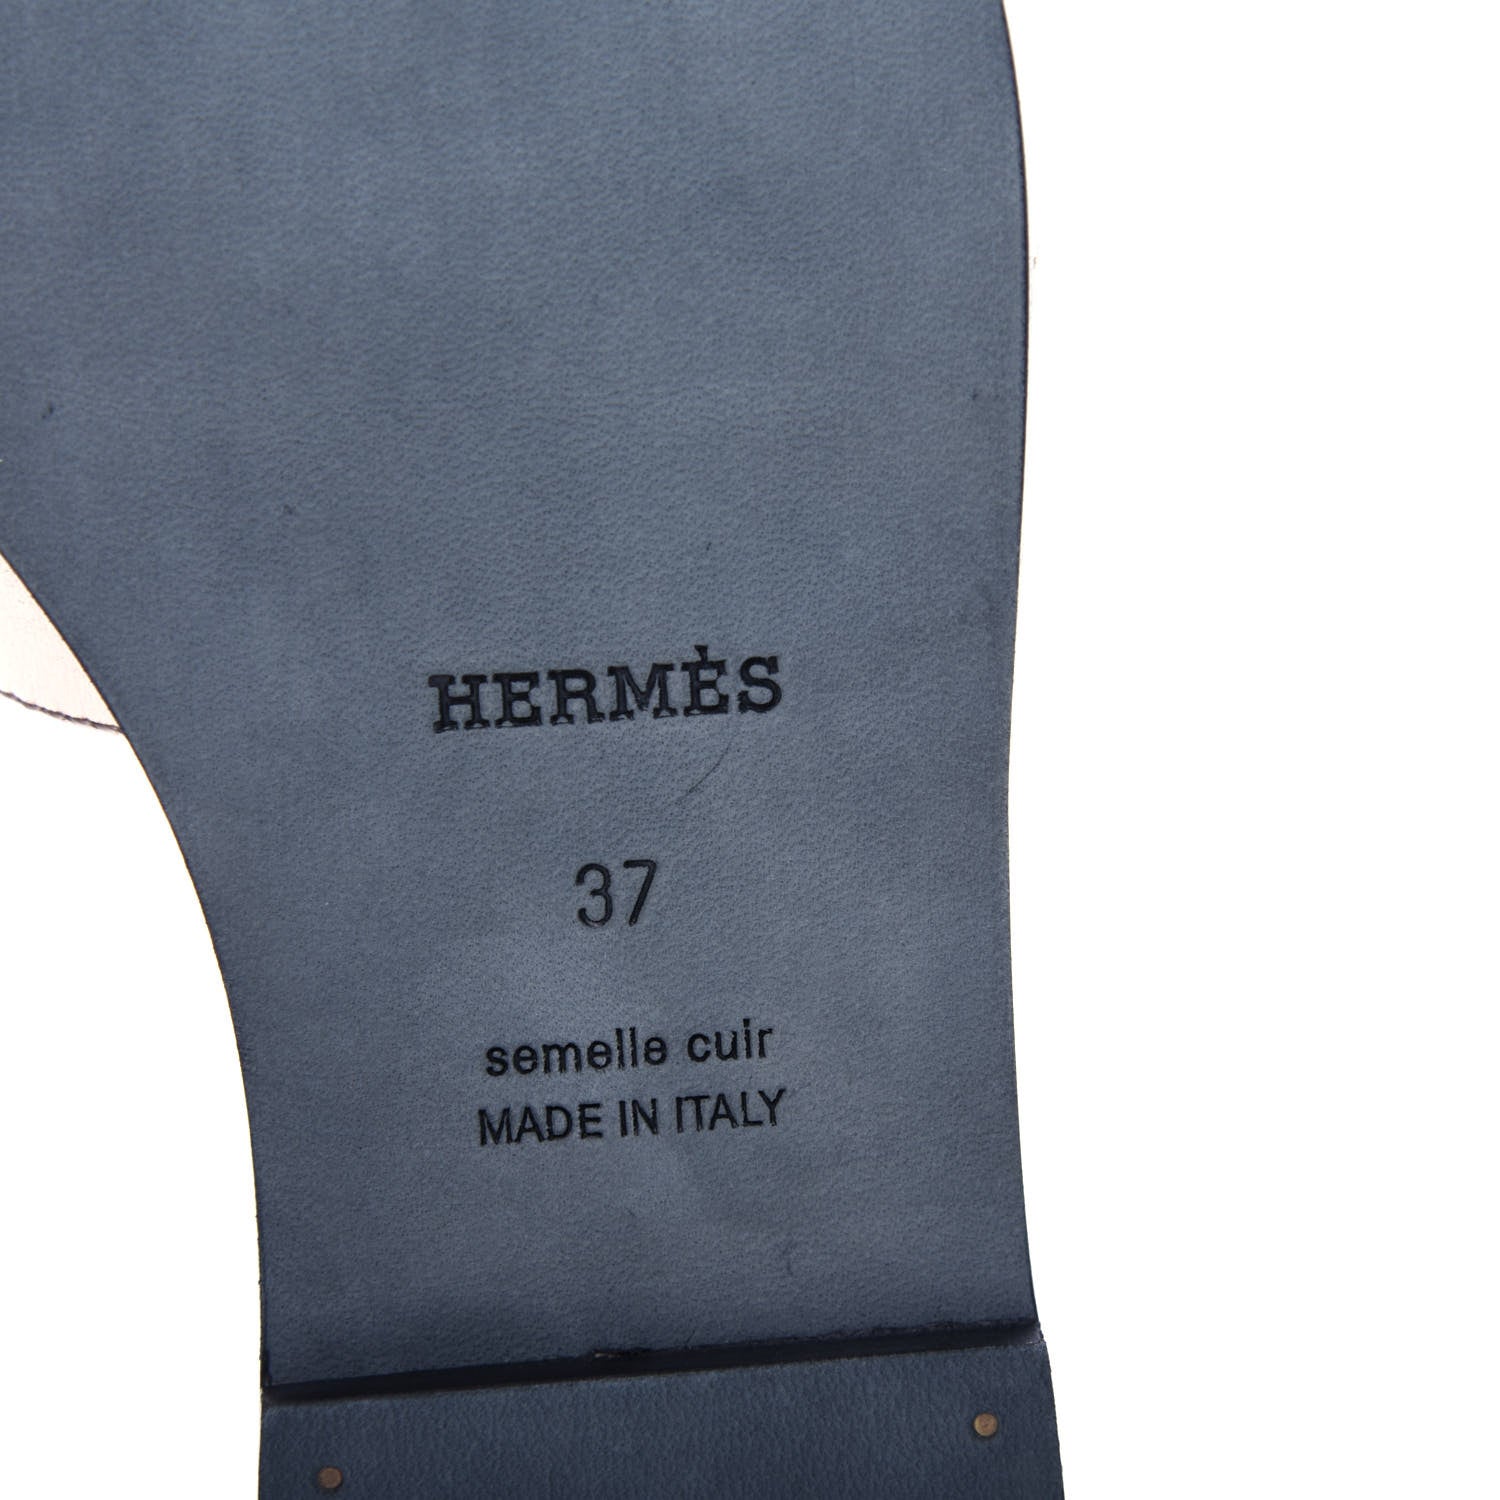 HERMÈS
37
semelle cuir
MADE IN ITALY